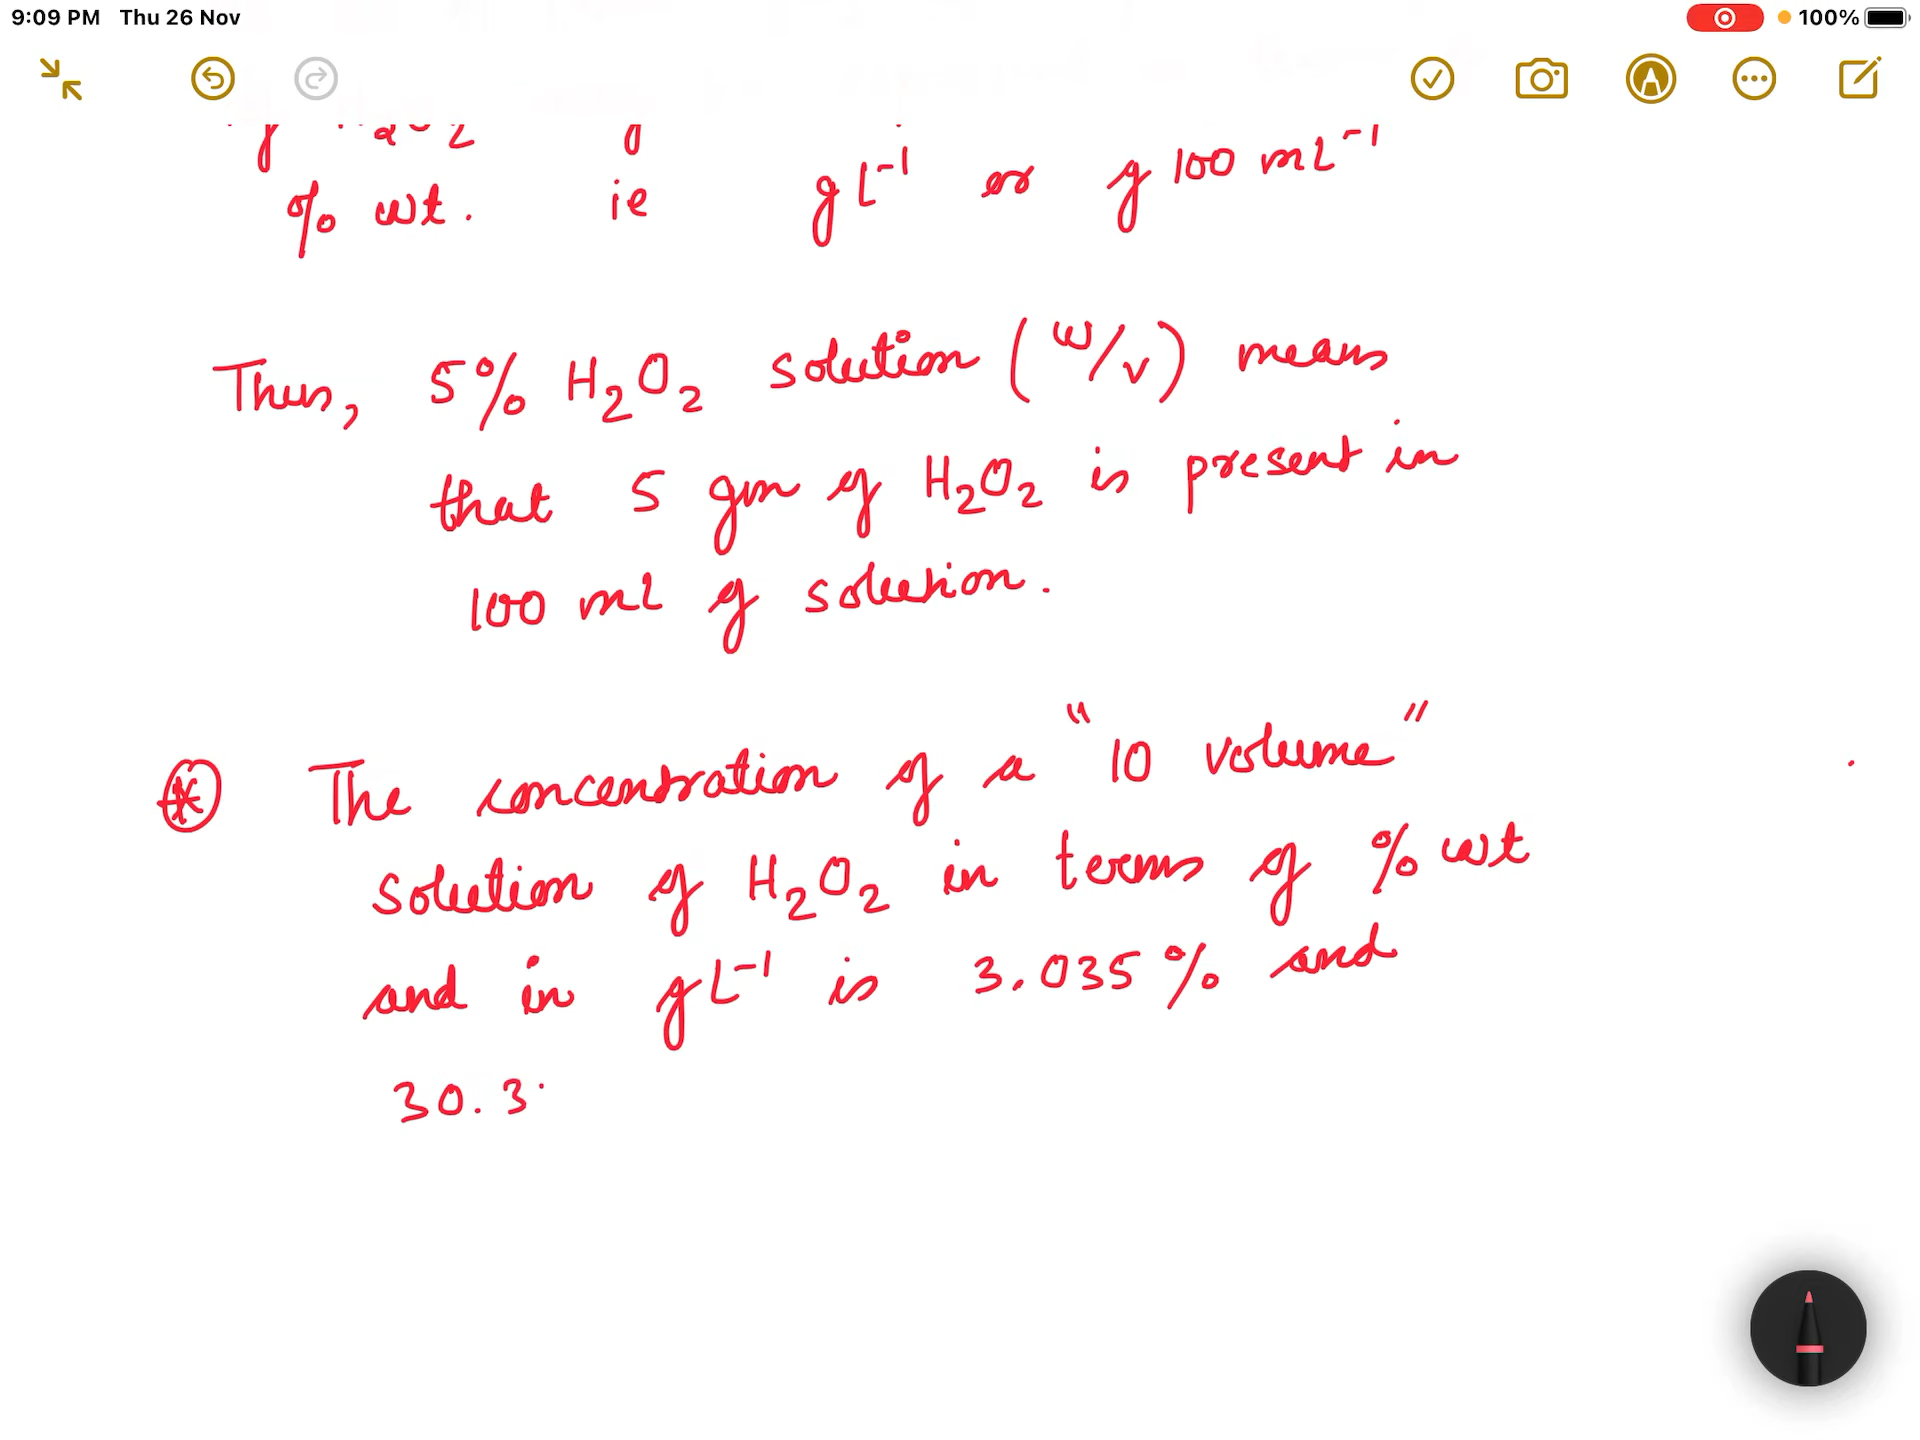 9:09 PM Thu 26 Nov 100%
H2O2
% wt. ie g L⁻¹ or g 100 mL⁻¹
Thus, 5% H₂O₂ solution (w/v) means
that 5 gm of H₂O₂ is present in
100 ml of solution.
* The concentration of a "10 volume"
solution of H₂O₂ in terms of % wt
and in g L⁻¹ is 3.035 % and
30.3